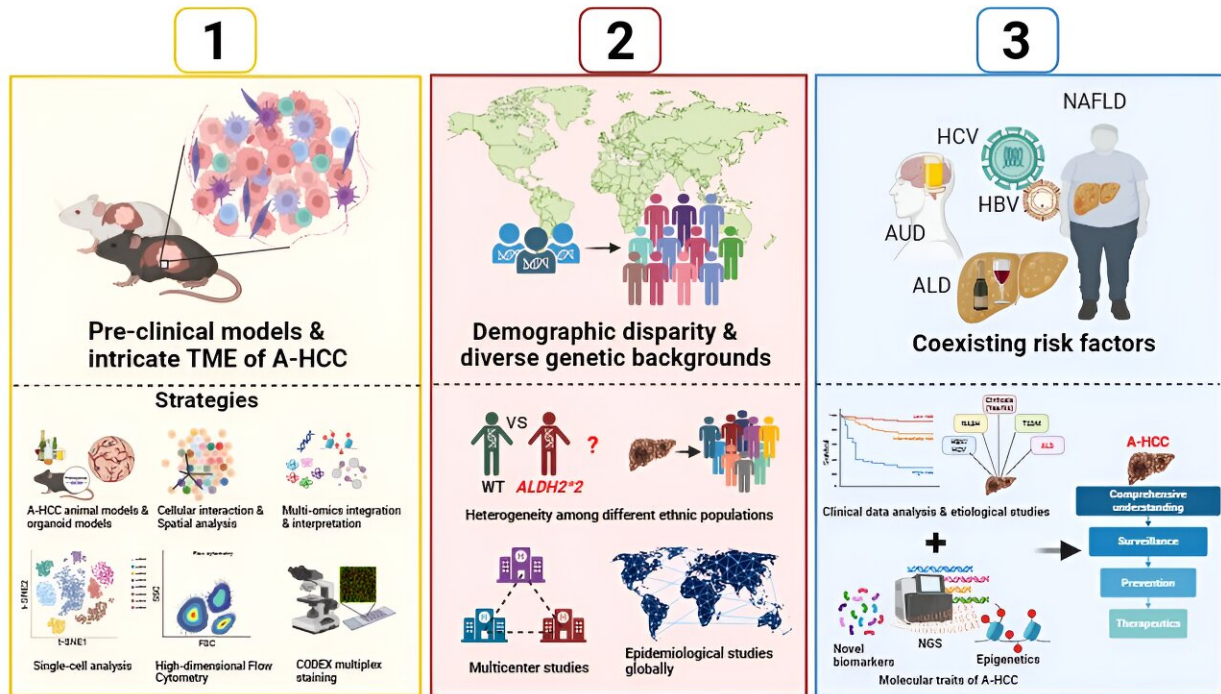 1
Pre-clinical models &
intricate TME of A-HCC
Strategies
A-HCC animal models &
organoid models
Cellular interaction &
Spatial analysis
Multi-omics integration
& interpretation
t-SNE2
t-SNE1
Single-cell analysis
Flow cytometry
SSC
FSC
High-dimensional Flow
Cytometry
CODEX multiplex
staining
2
Demographic disparity &
diverse genetic backgrounds
VS
?
WT
ALDH2*2
Heterogeneity among different ethnic populations
H
Multicenter studies
Epidemiological studies
globally
3
NAFLD
HCV
HBV
AUD
ALD
Coexisting risk factors
Survival
ALD
Clinical data analysis & etiological studies
+
Novel
biomarkers
NGS
Epigenetics
Molecular traits of A-HCC
A-HCC
Comprehensive
understanding
Surveillance
Prevention
Therapeutics